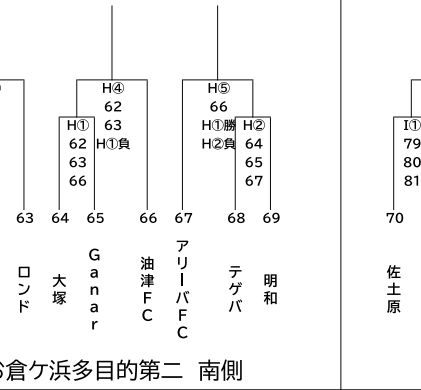 H④
62
63
H①負
H⑤
66
H①勝
H②負
H①
62
63
66
H②
64
65
67
I①
79
80
81
63
64
65
66
67
68
69
70
ロンド
大塚
Ganar
油津FC
アリーバFC
テゲバ
明和
佐土原
倉ケ浜多目的第二 南側